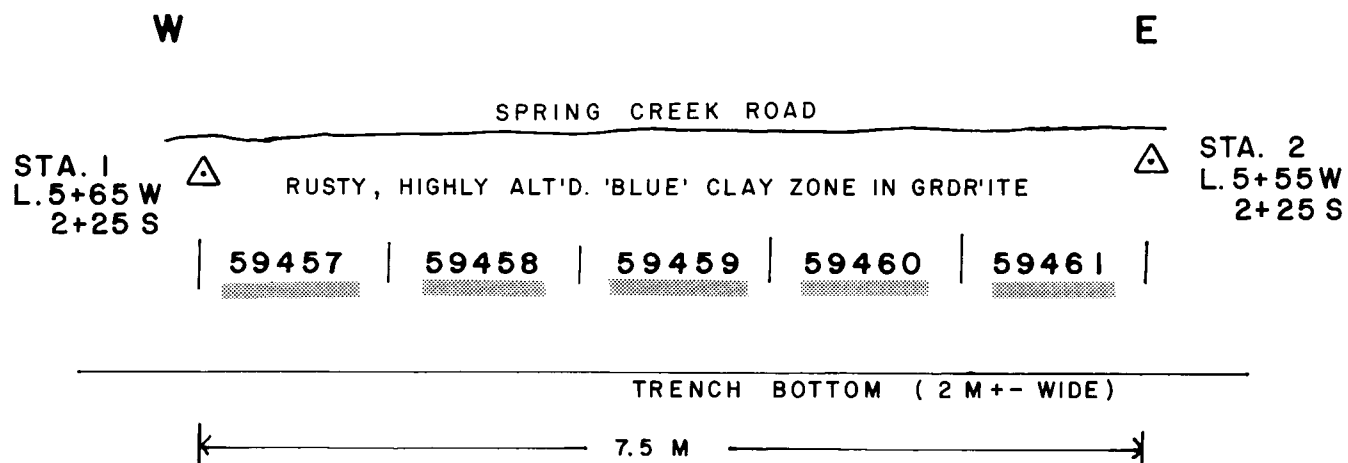 W E
SPRING CREEK ROAD
STA. 1
L. 5+65 W
2+25 S
RUSTY, HIGHLY ALT'D. 'BLUE' CLAY ZONE IN GRDR'ITE
STA. 2
L. 5+55 W
2+25 S
59457 59458 59459 59460 59461
TRENCH BOTTOM ( 2 M +- WIDE)
7.5 M